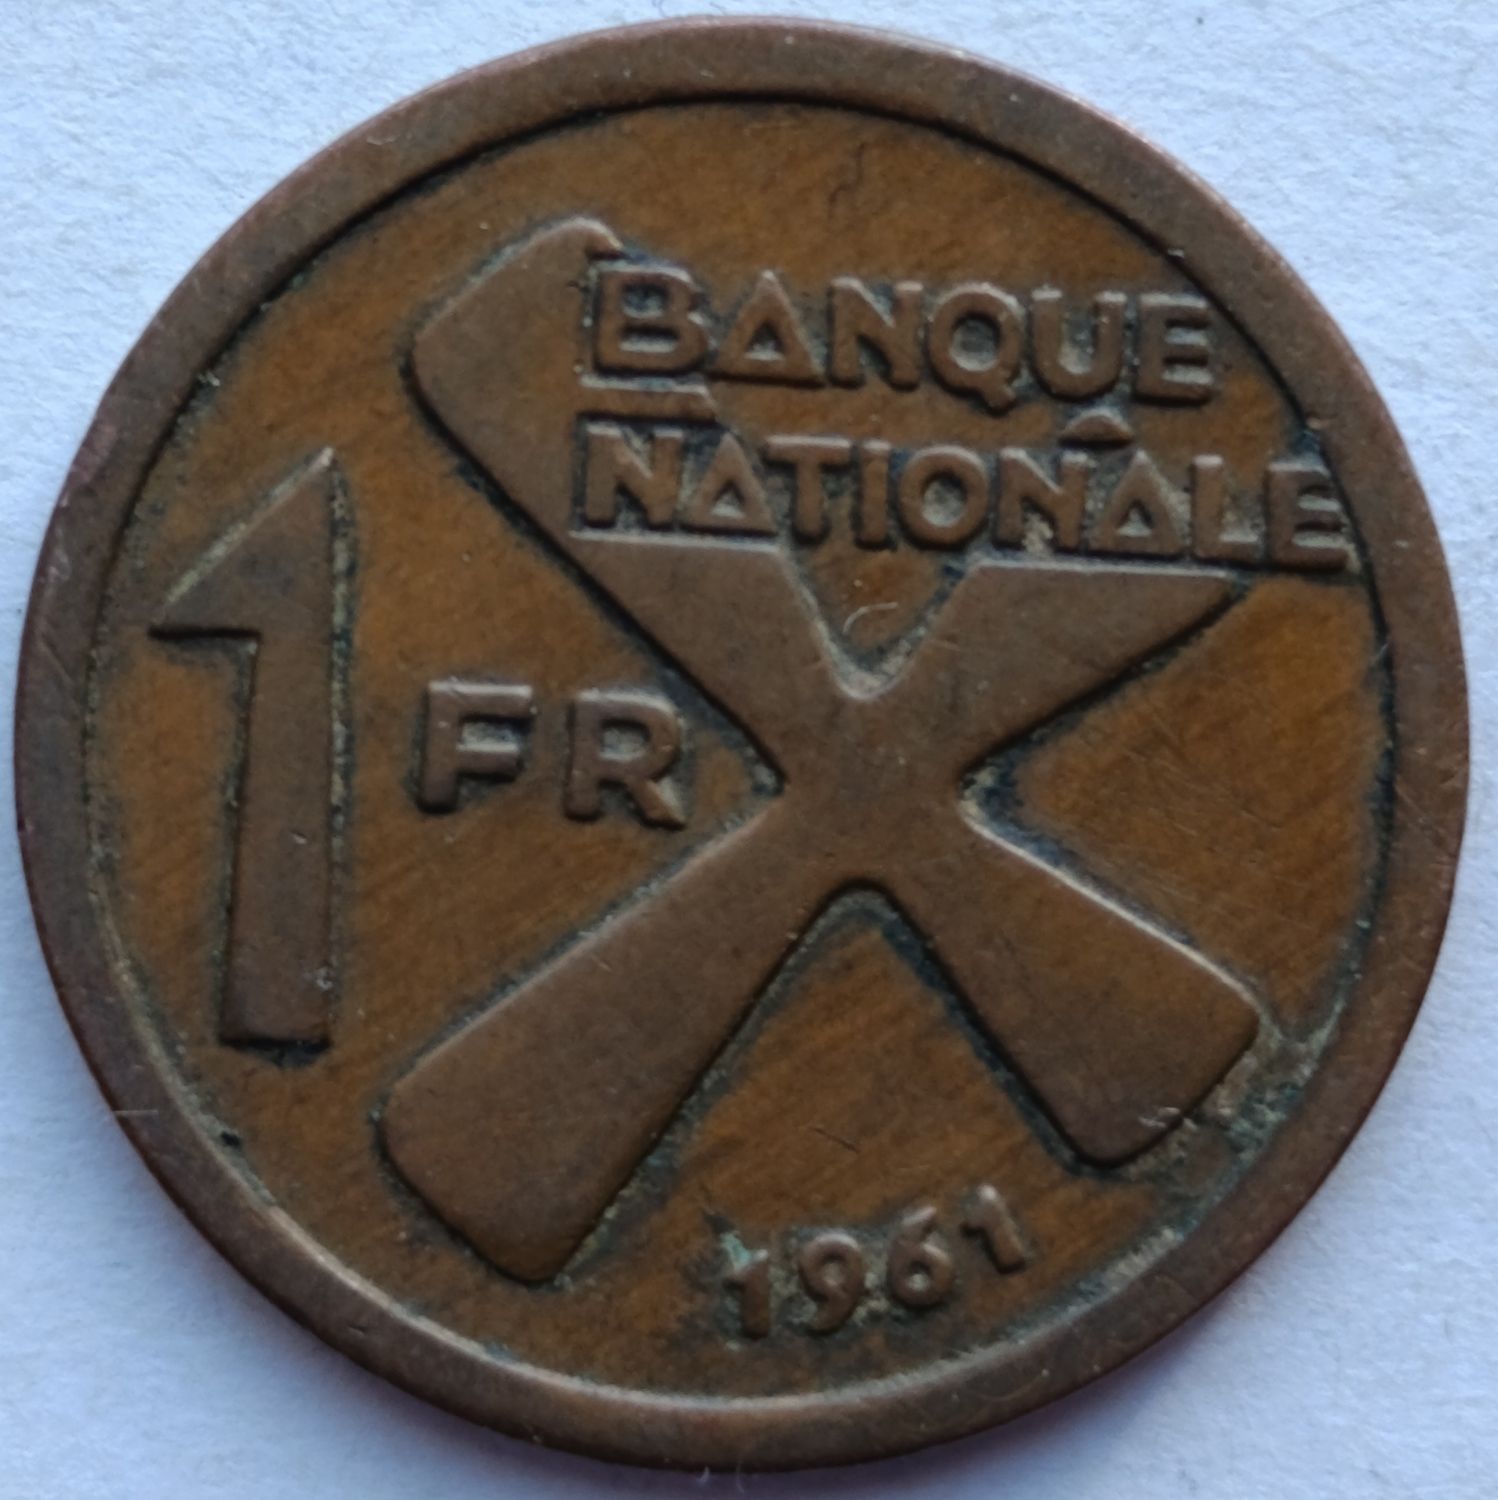 BANQUE
NATIONALE
1 FR
1961